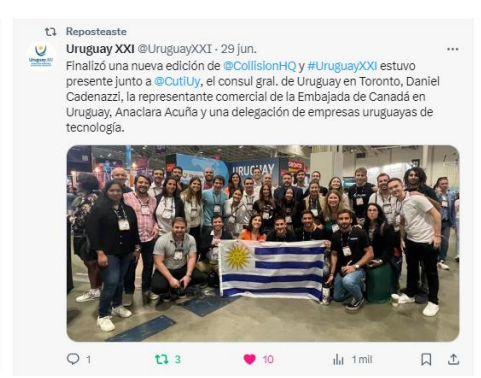 Reposteaste
Uruguay XXI @UruguayXXI · 29 jun.
Finalizó una nueva edición de @CollisionHQ y #UruguayXXI estuvo
presente junto a @CutiUy, el consul gral. de Uruguay en Toronto, Daniel
Cadenazzi, la representante comercial de la Embajada de Canadá en
Uruguay, Anaclara Acuña y una delegación de empresas uruguayas de
tecnología.
URUGUAY
1 3 10 1 mil